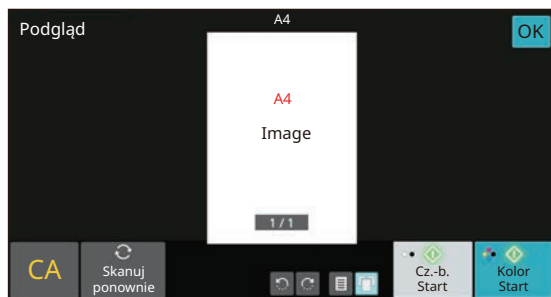 Podgląd
A4
OK
A4
Image
1 / 1
CA
Skanuj
ponownie
Cz.-b.
Start
Kolor
Start